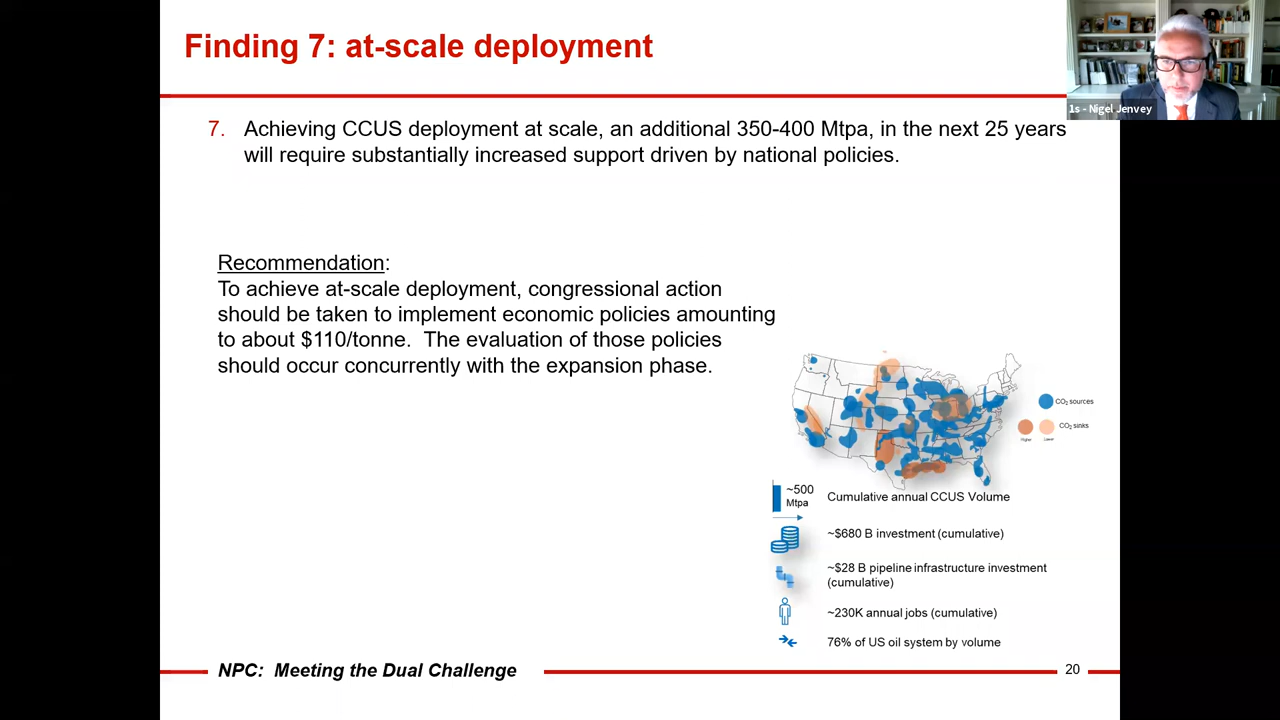 Finding 7: at-scale deployment
1s - Nigel Jenvey
7. Achieving CCUS deployment at scale, an additional 350-400 Mtpa, in the next 25 years
will require substantially increased support driven by national policies.
Recommendation:
To achieve at-scale deployment, congressional action
should be taken to implement economic policies amounting
to about $110/tonne. The evaluation of those policies
should occur concurrently with the expansion phase.
CO2 sources
CO2 sinks
Higher
Lower
~500
Mtpa
Cumulative annual CCUS Volume
~$680 B investment (cumulative)
~$28 B pipeline infrastructure investment
(cumulative)
~230K annual jobs (cumulative)
76% of US oil system by volume
NPC: Meeting the Dual Challenge
20